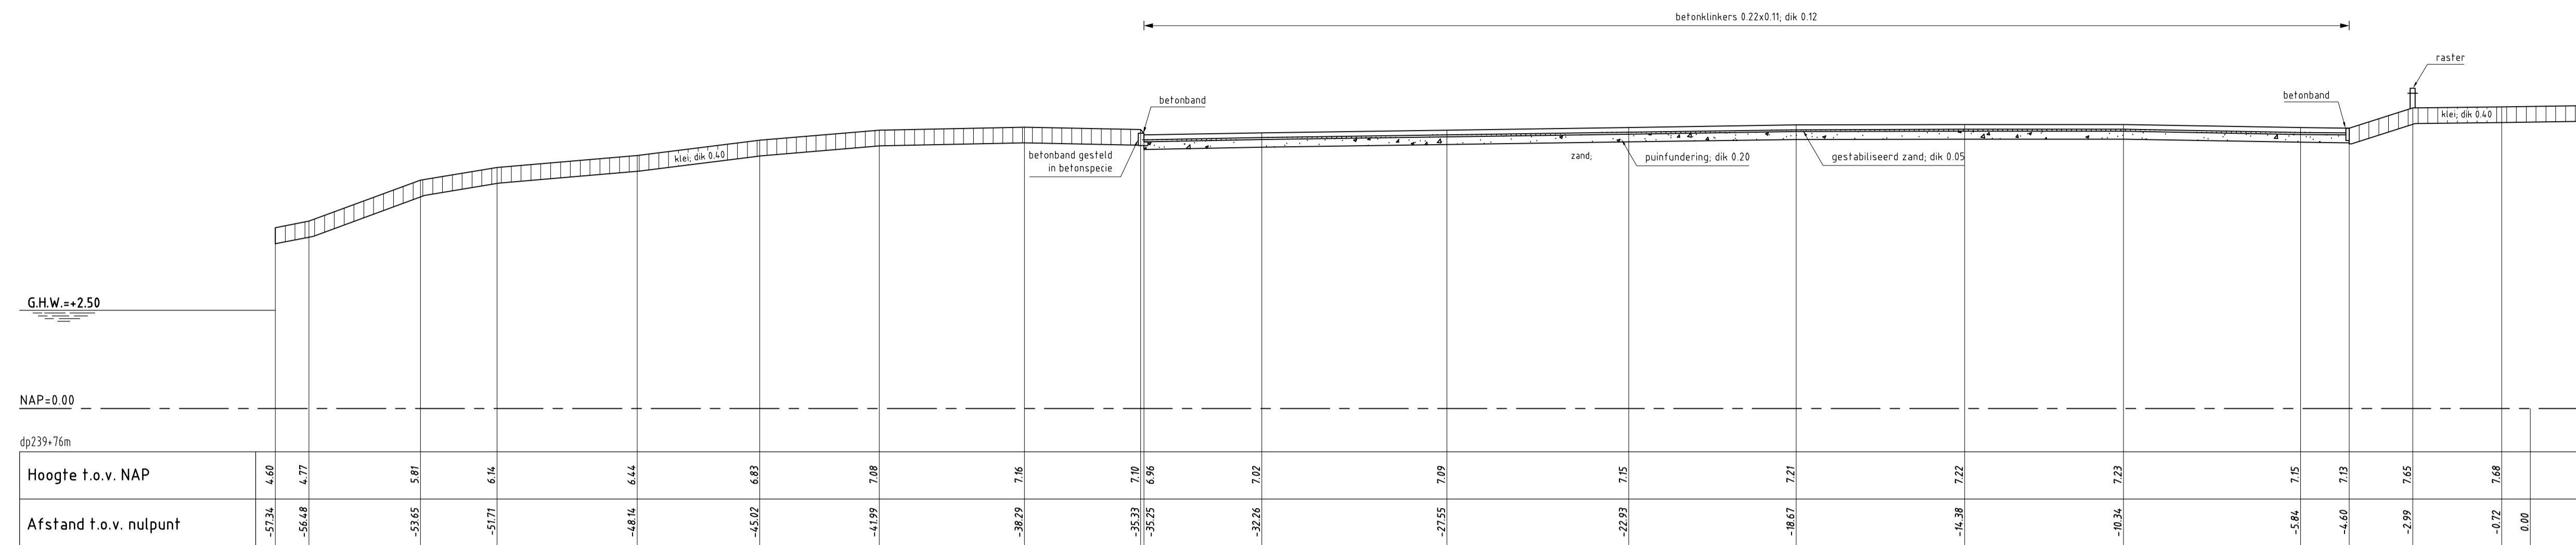 betonklinkers 0.22x0.11; dik 0.12
raster
betonband
betonband
klei; dik 0.40
klei; dik 0.40
betonband gesteld
in betonspecie
zand;
puinfundering; dik 0.20
gestabiliseerd zand; dik 0.05
G.H.W.=+2.50
NAP=0.00
dp239+76m
Hoogte t.o.v. NAP 4.60 4.77 5.81 6.14 6.44 6.83 7.08 7.16 7.10 6.96 7.02 7.09 7.15 7.21 7.22 7.23 7.15 7.13 7.65 7.68
Afstand t.o.v. nulpunt -57.34 -56.48 -53.65 -51.71 -48.14 -45.02 -41.99 -38.29 -35.33 -35.25 -32.26 -27.55 -22.93 -18.67 -14.38 -10.34 -5.84 -4.60 -2.99 -0.72 0.00